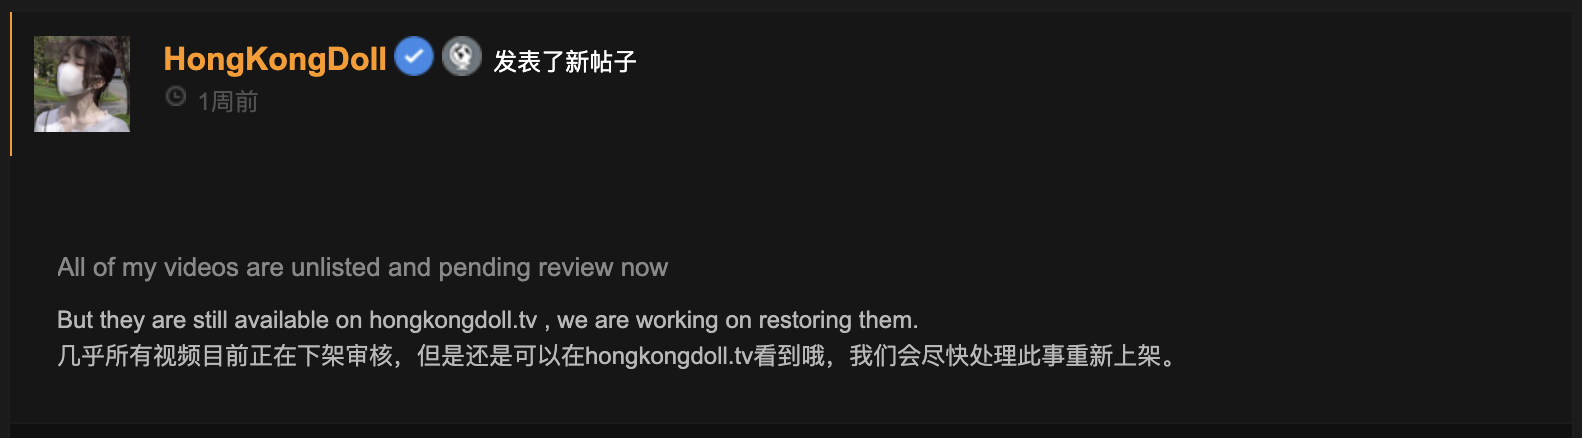 HongKongDoll 发表了新帖子
1周前
All of my videos are unlisted and pending review now
But they are still available on hongkongdoll.tv , we are working on restoring them.
几乎所有视频目前正在下架审核，但是还是可以在hongkongdoll.tv看到哦，我们会尽快处理此事重新上架。